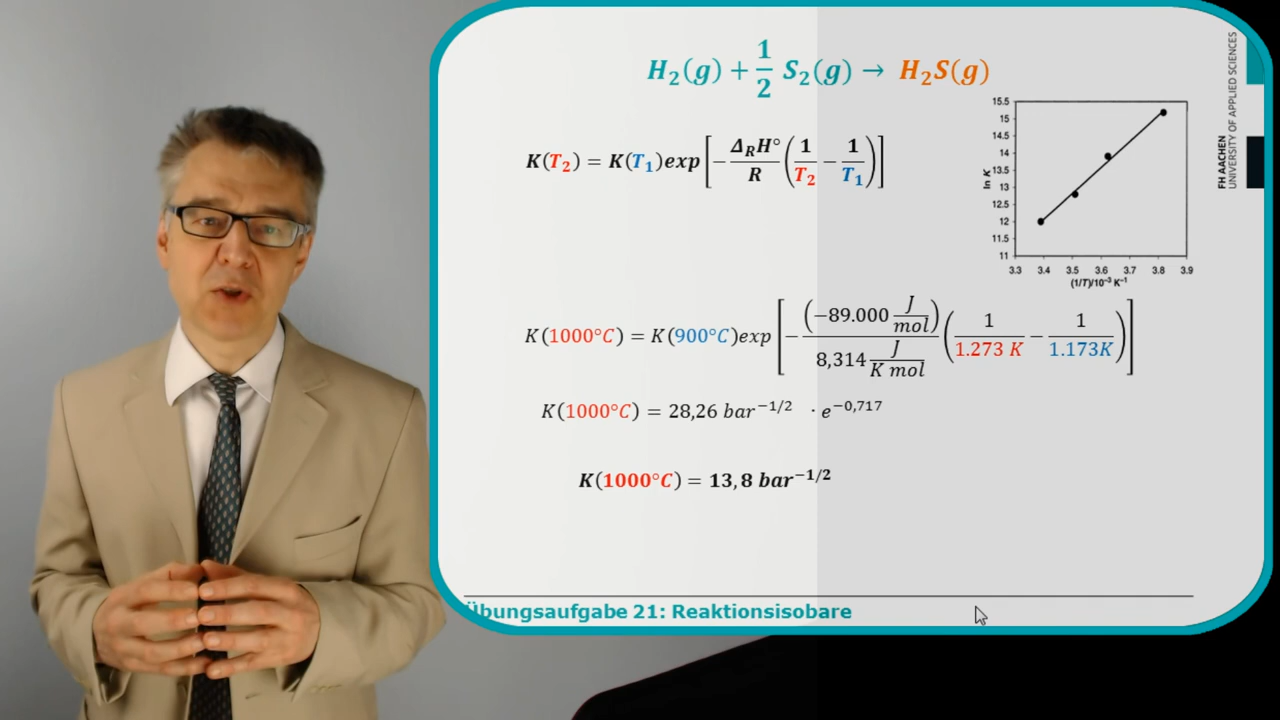 H₂(g) + 1/2 S₂(g) → H₂S(g)
K(T₂) = K(T₁)exp[−Δ_RH°/R (1/T₂ − 1/T₁)]
15.5
15
14.5
14
13.5
13
12.5
12
11.5
11
ln K
3.3 3.4 3.5 3.6 3.7 3.8 3.9
(1/T)/10⁻³ K⁻¹
FH AACHEN
UNIVERSITY OF APPLIED SCIENCES
K(1000°C) = K(900°C)exp[−(−89.000 J/mol)/(8,314 J/K mol) (1/1.273 K − 1/1.173K)]
K(1000°C) = 28,26 bar⁻¹/² · e⁻⁰,⁷¹⁷
K(1000°C) = 13,8 bar⁻¹/²
Übungsaufgabe 21: Reaktionsisobare